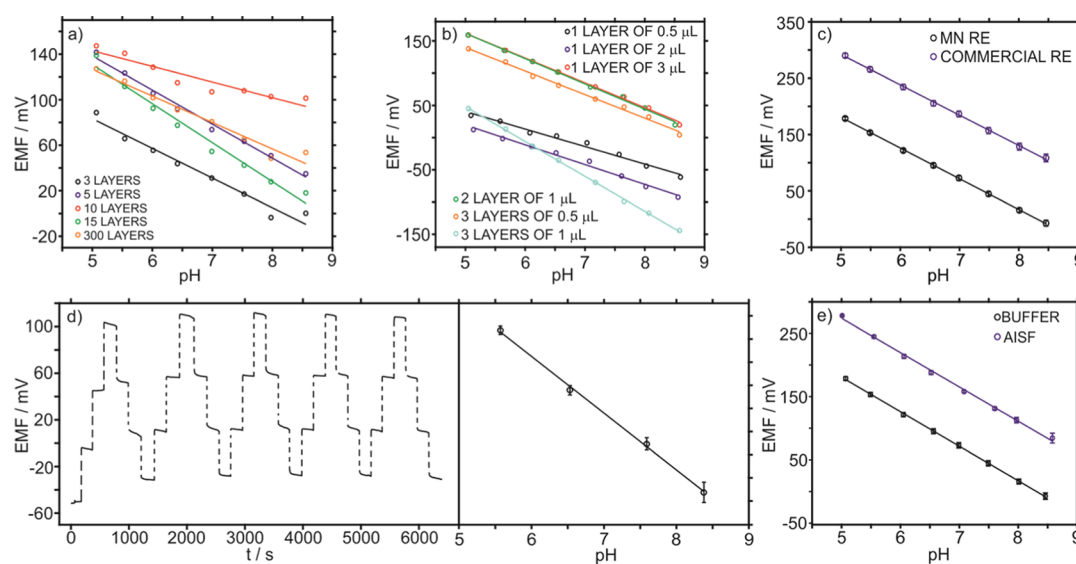 a)
140
100
60
20
-20
EMF / mV
3 LAYERS
5 LAYERS
10 LAYERS
15 LAYERS
300 LAYERS
5 6 7 8 9
pH
b)
1 LAYER OF 0.5 µL
1 LAYER OF 2 µL
1 LAYER OF 3 µL
150
50
-50
-150
EMF / mV
2 LAYER OF 1 µL
3 LAYERS OF 0.5 µL
3 LAYERS OF 1 µL
5 6 7 8 9
pH
c)
MN RE
COMMERCIAL RE
350
250
150
50
-50
EMF / mV
4 5 6 7 8 9
pH
d)
100
60
20
-20
-60
EMF / mV
0 1000 2000 3000 4000 5000 6000
t / s
5 6 7 8 9
pH
e)
BUFFER
AISF
250
150
50
-50
EMF / mV
4 5 6 7 8 9
pH